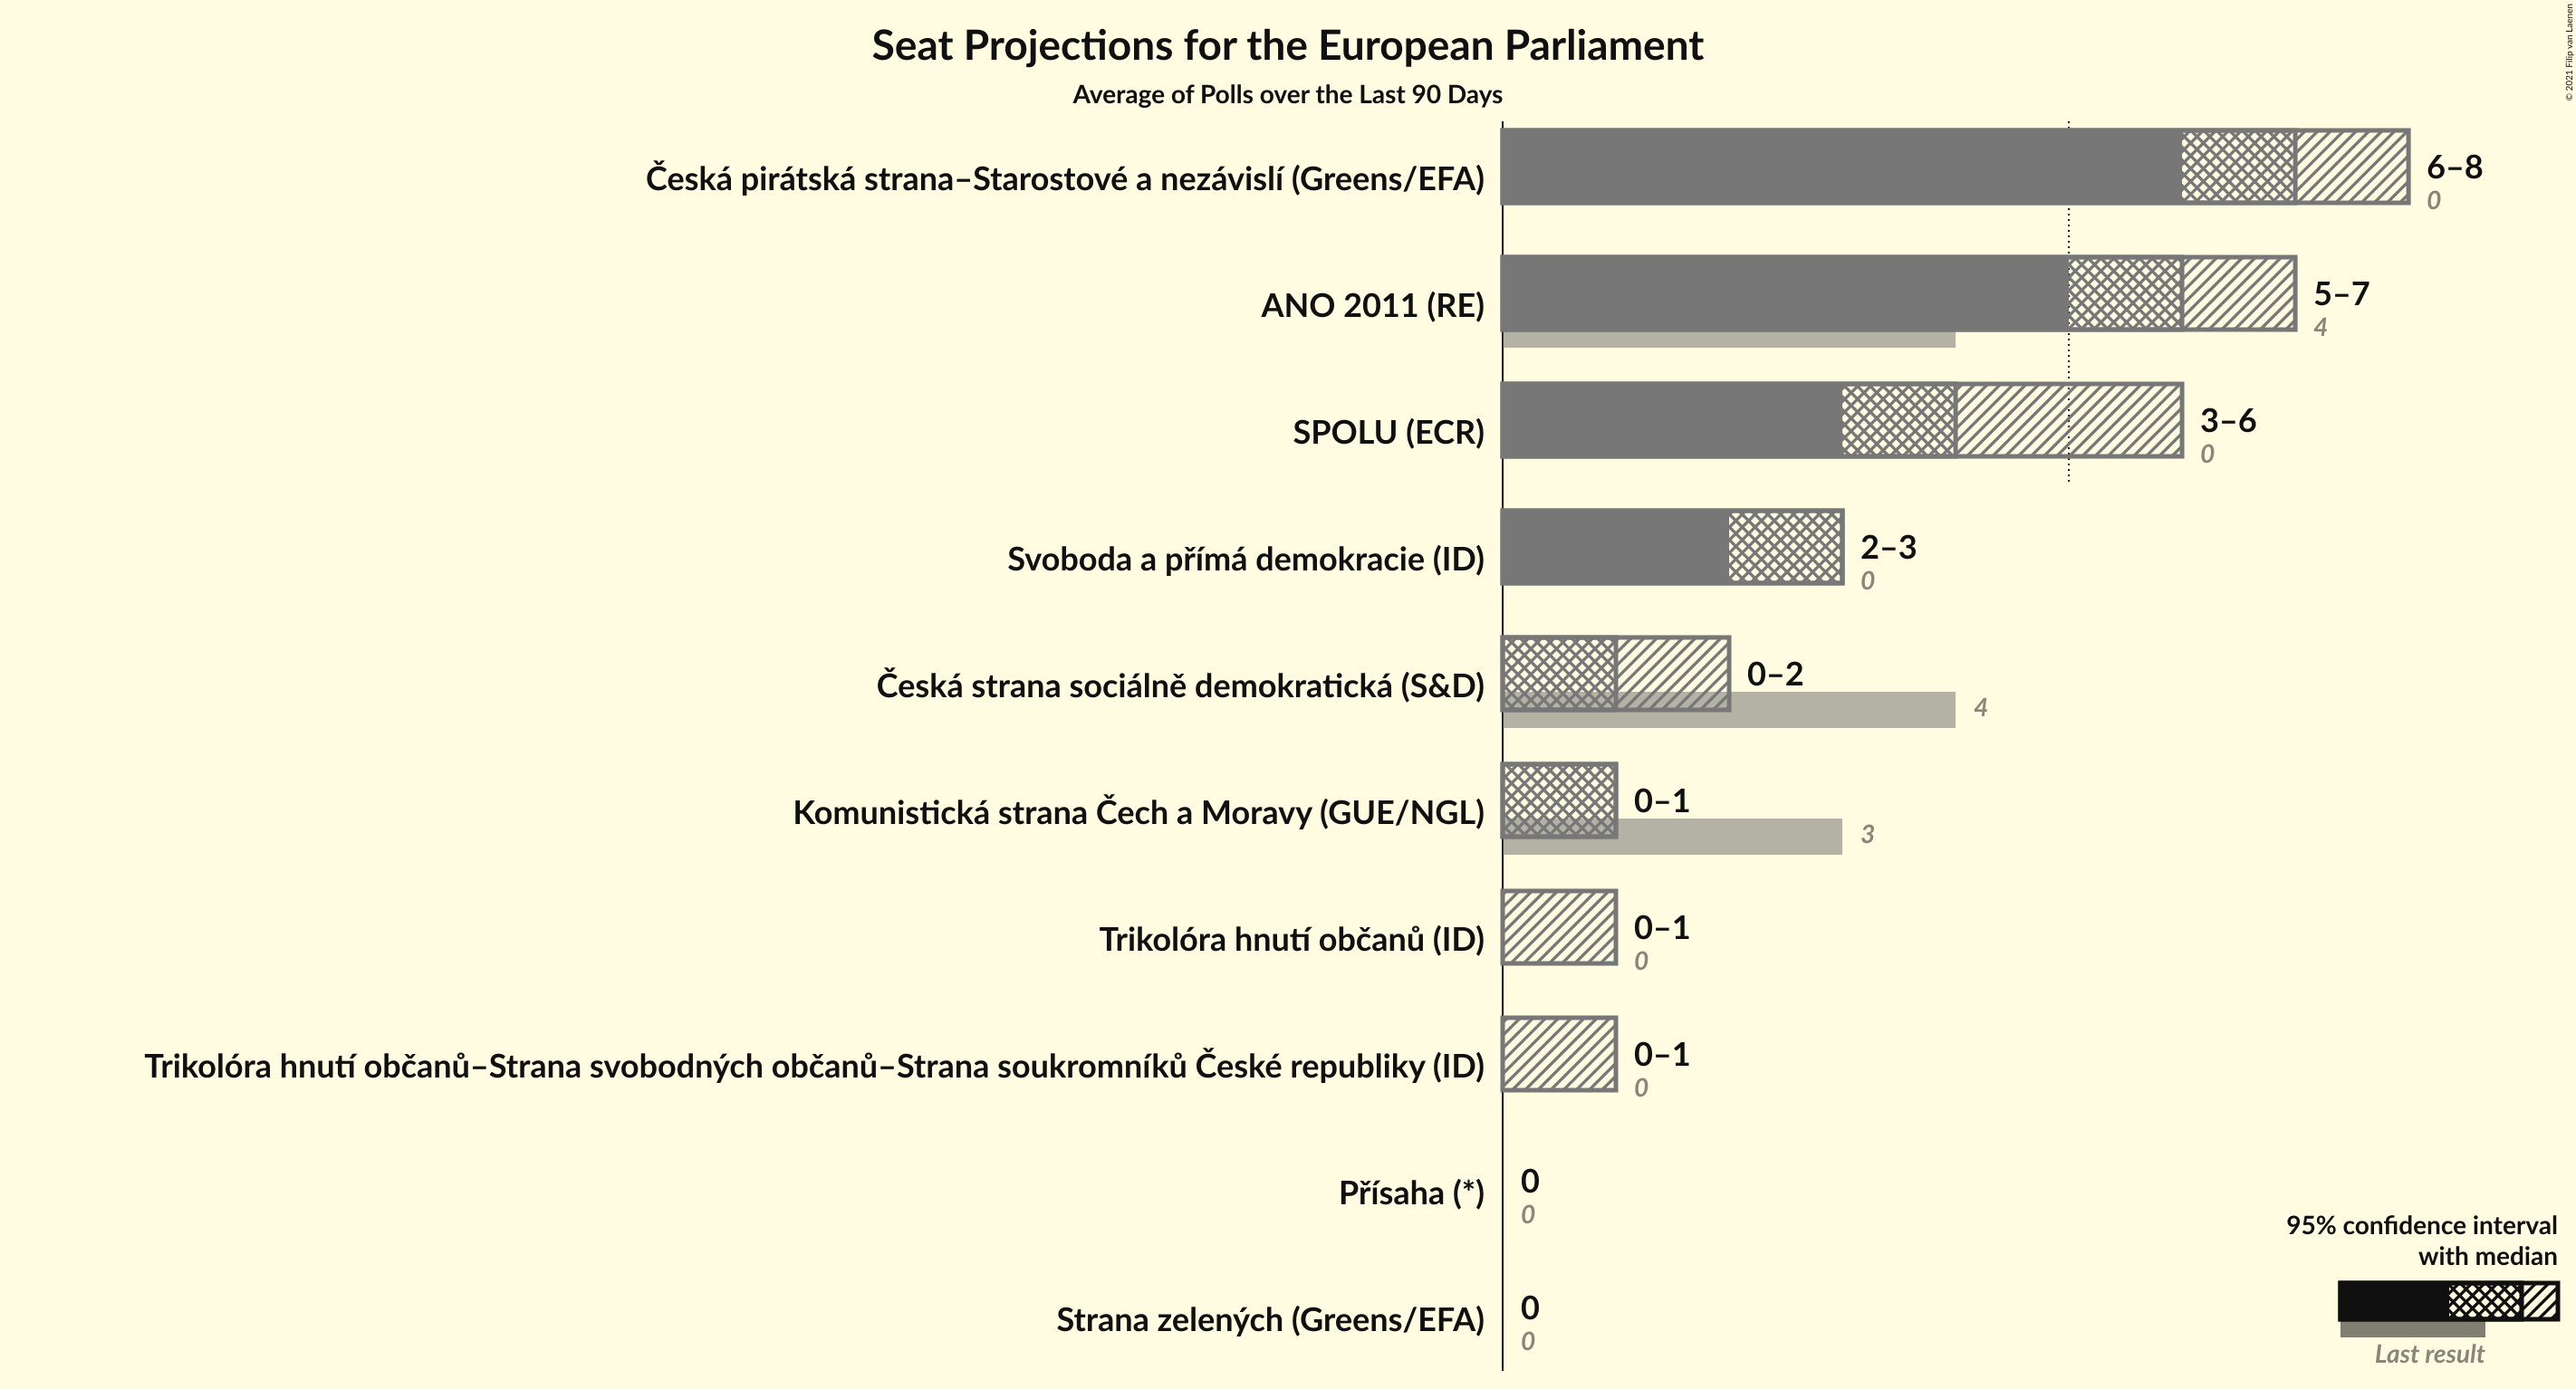 Seat Projections for the European Parliament
Average of Polls over the Last 90 Days
© 2021 Filip van Laenen
Česká pirátská strana–Starostové a nezávislí (Greens/EFA)
6–8
0
ANO 2011 (RE)
5–7
4
SPOLU (ECR)
3–6
0
Svoboda a přímá demokracie (ID)
2–3
0
Česká strana sociálně demokratická (S&D)
0–2
4
Komunistická strana Čech a Moravy (GUE/NGL)
0–1
3
Trikolóra hnutí občanů (ID)
0–1
0
Trikolóra hnutí občanů–Strana svobodných občanů–Strana soukromníků České republiky (ID)
0–1
0
Přísaha (*)
0
0
Strana zelených (Greens/EFA)
0
0
95% confidence interval
with median
Last result